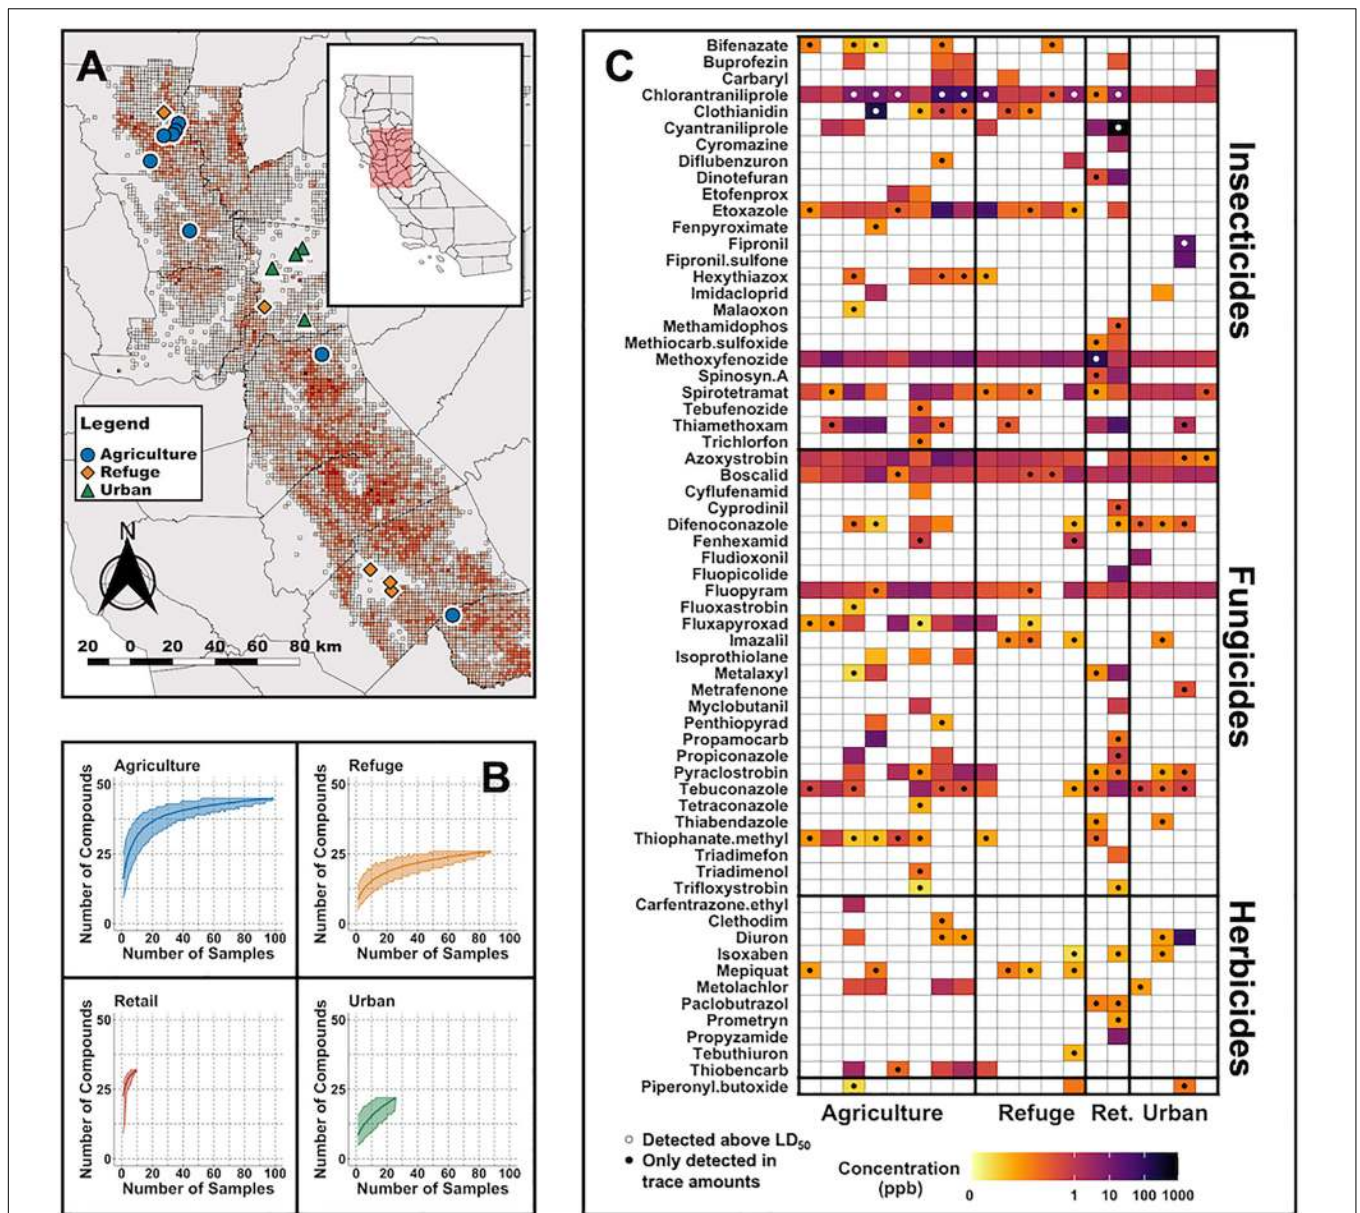 A
Legend
Agriculture
Refuge
Urban
N
20 0 20 40 60 80 km
B
Agriculture
Number of Compounds
50
25
0
0 20 40 60 80 100
Number of Samples
Refuge
Number of Compounds
50
25
0
0 20 40 60 80 100
Number of Samples
Retail
Number of Compounds
50
25
0
0 20 40 60 80 100
Number of Samples
Urban
Number of Compounds
50
25
0
0 20 40 60 80 100
Number of Samples
C
Bifenazate
Buprofezin
Carbaryl
Chlorantraniliprole
Clothianidin
Cyantraniliprole
Cyromazine
Diflubenzuron
Dinotefuran
Etofenprox
Etoxazole
Fenpyroximate
Fipronil
Fipronil.sulfone
Hexythiazox
Imidacloprid
Malaoxon
Methamidophos
Methiocarb.sulfoxide
Methoxyfenozide
Spinosyn.A
Spirotetramat
Tebufenozide
Thiamethoxam
Trichlorfon
Insecticides
Azoxystrobin
Boscalid
Cyflufenamid
Cyprodinil
Difenoconazole
Fenhexamid
Fludioxonil
Fluopicolide
Fluopyram
Fluoxastrobin
Fluxapyroxad
Imazalil
Isoprothiolane
Metalaxyl
Metrafenone
Myclobutanil
Penthiopyrad
Propamocarb
Propiconazole
Pyraclostrobin
Tebuconazole
Tetraconazole
Thiabendazole
Thiophanate.methyl
Triadimefon
Triadimenol
Trifloxystrobin
Fungicides
Carfentrazone.ethyl
Clethodim
Diuron
Isoxaben
Mepiquat
Metolachlor
Paclobutrazol
Prometryn
Propyzamide
Tebuthiuron
Thiobencarb
Herbicides
Piperonyl.butoxide
Agriculture Refuge Ret. Urban
Detected above LD50
Only detected in
trace amounts
Concentration
(ppb)
0 1 10 100 1000